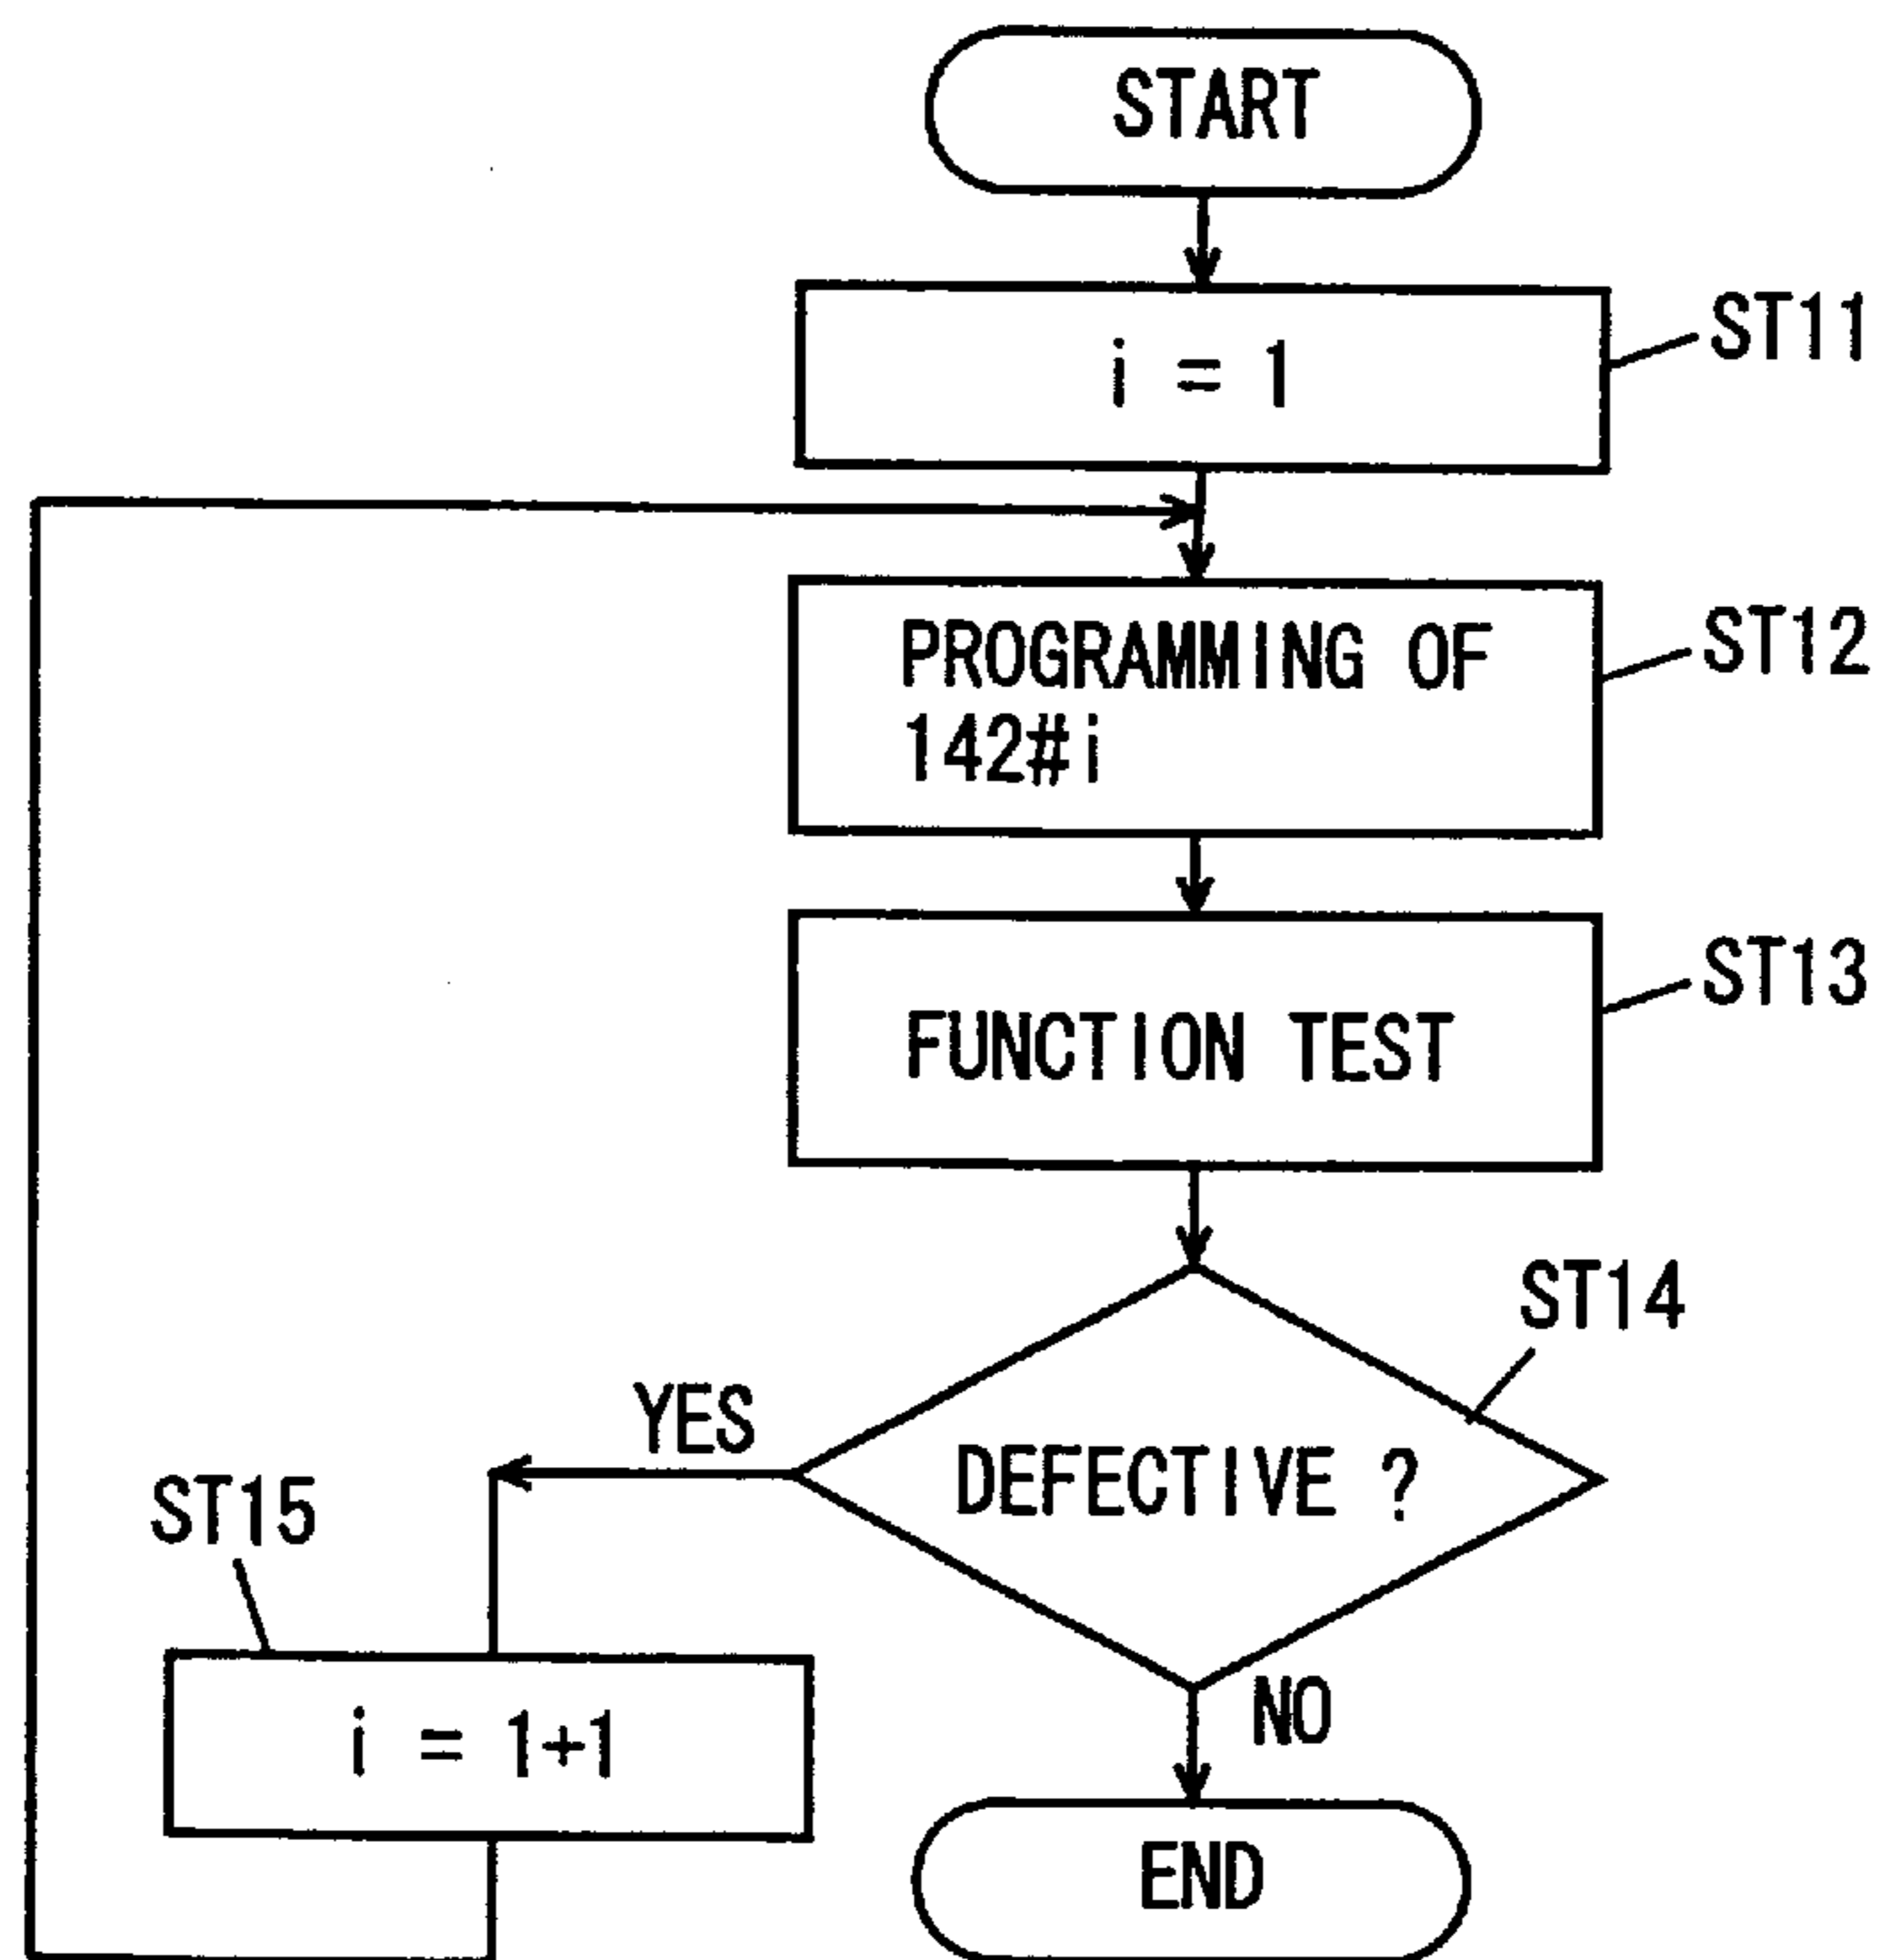 START
i = 1
ST11
PROGRAMMING OF
142#i
ST12
FUNCTION TEST
ST13
DEFECTIVE ?
ST14
YES
NO
ST15
i = 1+1
END